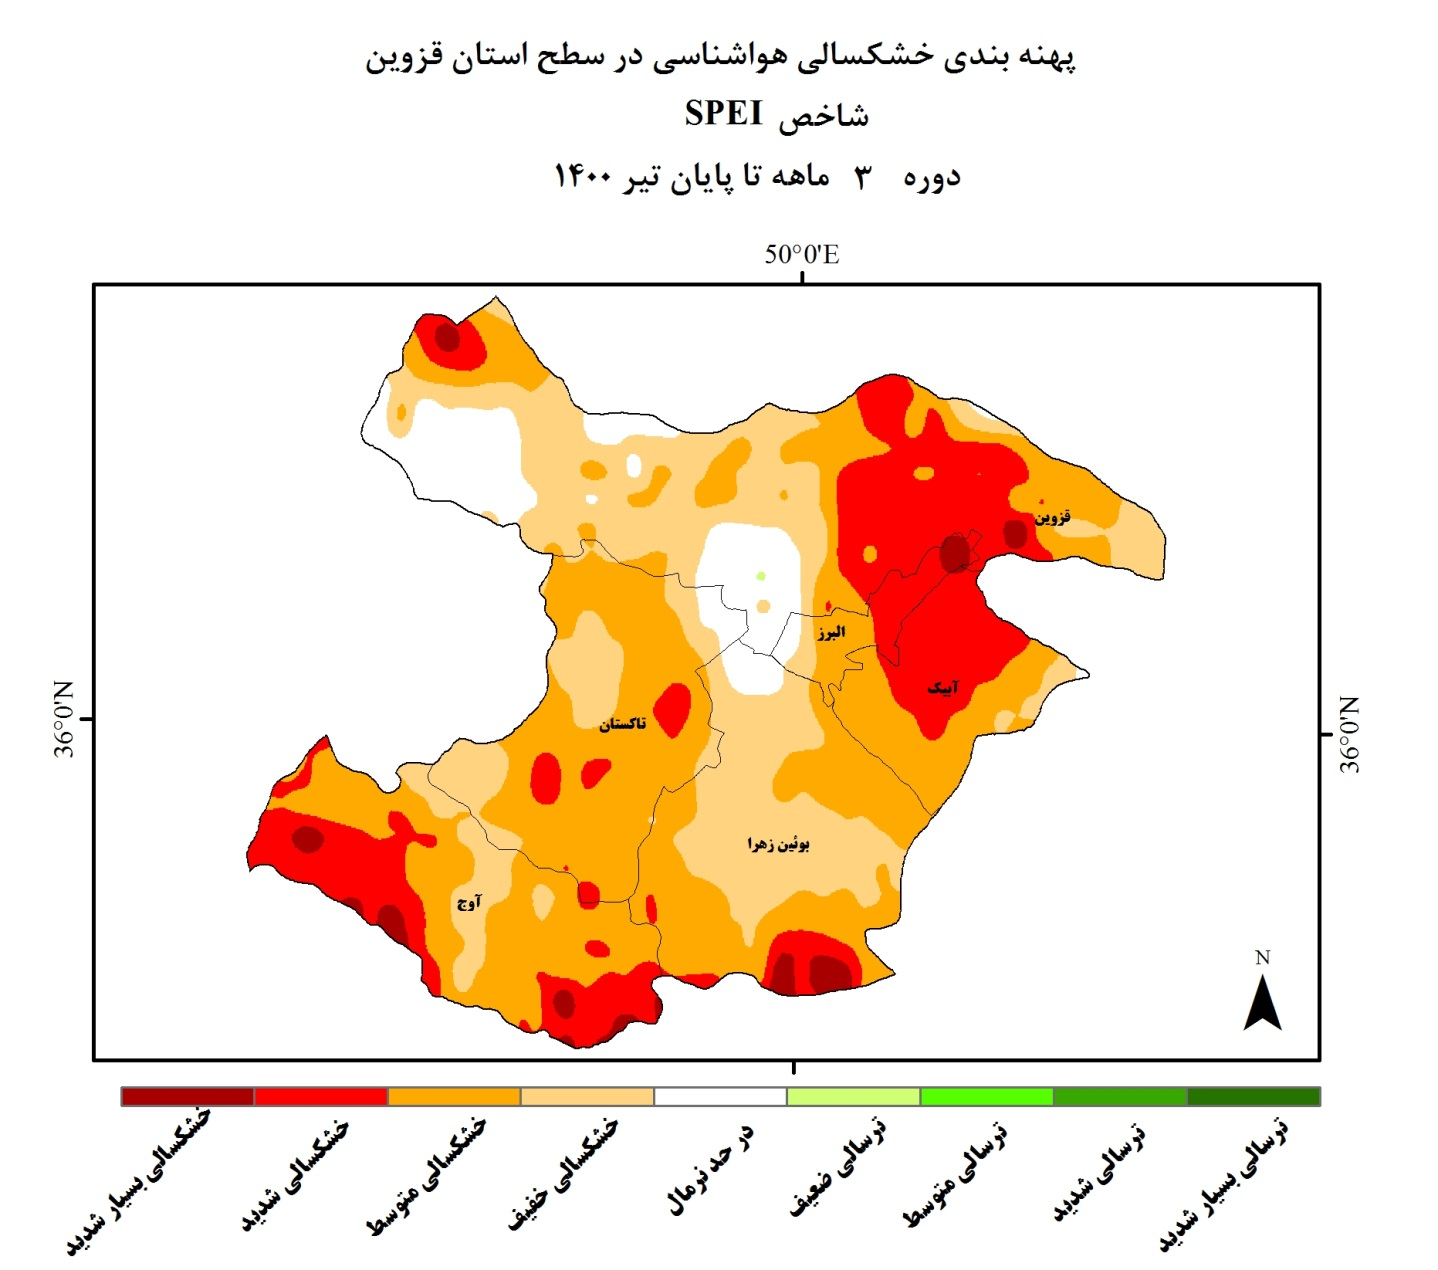 پهنه بندی خشکسالی هواشناسی در سطح استان قزوین
شاخص SPEI
دوره ۳ ماهه تا پایان تیر ۱۴۰۰
50°0'E
36°0'N
36°0'N
قزوین
البرز
آبیک
تاکستان
بوئین زهرا
آوج
N
خشکسالی بسیار شدید
خشکسالی شدید
خشکسالی متوسط
خشکسالی خفیف
در حد نرمال
ترسالی ضعیف
ترسالی متوسط
ترسالی شدید
ترسالی بسیار شدید